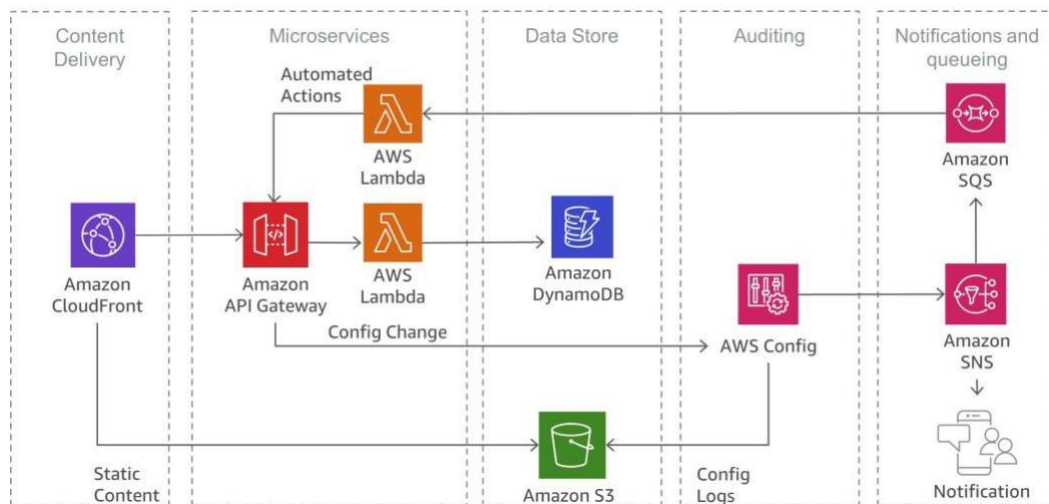 Content
Delivery
Microservices
Data Store
Auditing
Notifications and
queueing
Automated
Actions
AWS
Lambda
Amazon
SQS
Amazon
CloudFront
Amazon
API Gateway
AWS
Lambda
Amazon
DynamoDB
Config Change
AWS Config
Amazon
SNS
Static
Content
Amazon S3
Config
Logs
Notification